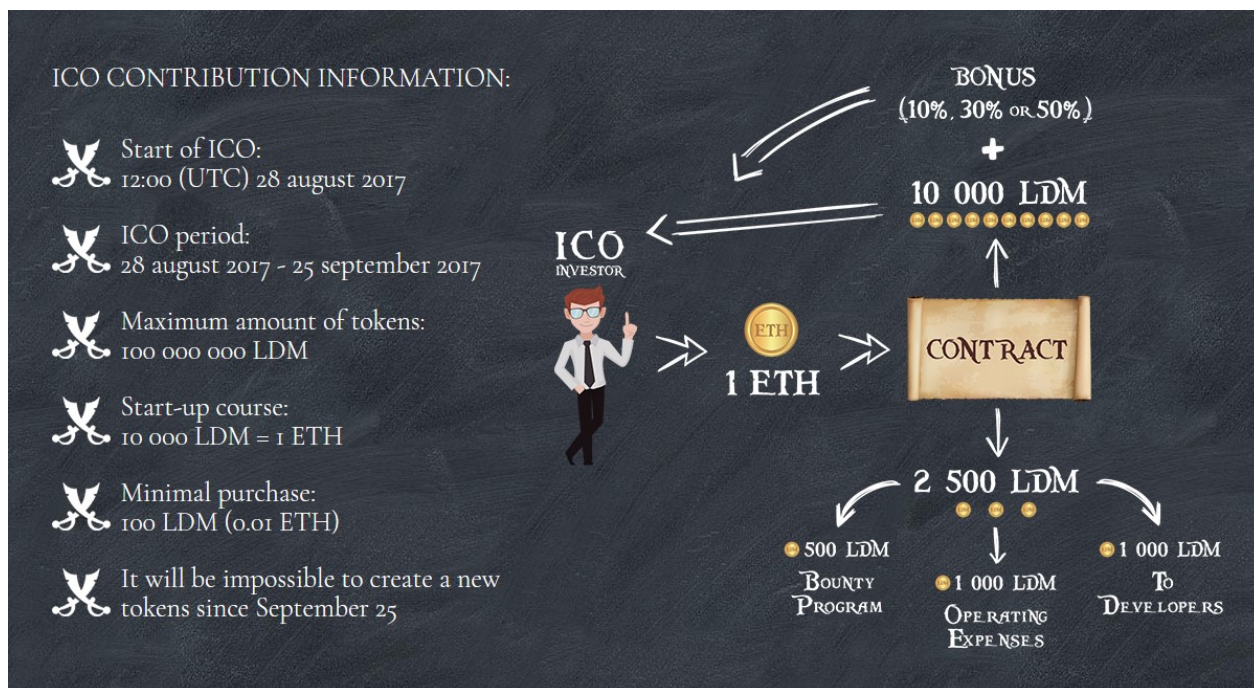 ICO CONTRIBUTION INFORMATION:
Start of ICO:
12:00 (UTC) 28 august 2017
ICO period:
28 august 2017 - 25 september 2017
Maximum amount of tokens:
100 000 000 LDM
Start-up course:
10 000 LDM = 1 ETH
Minimal purchase:
100 LDM (0.01 ETH)
It will be impossible to create a new
tokens since September 25
BONUS
(10%, 30% OR 50%)
+
10 000 LDM
ICO
INVESTOR
ETH
1 ETH
CONTRACT
2 500 LDM
500 LDM
BOUNTY
PROGRAM
1 000 LDM
OPERATING
EXPENSES
1 000 LDM
TO
DEVELOPERS